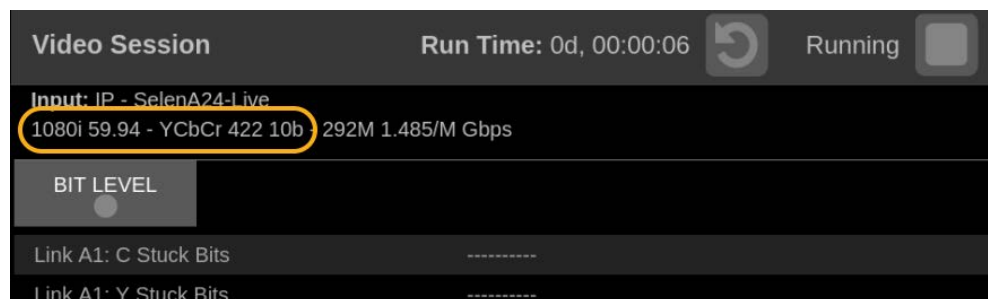 Video Session Run Time: 0d, 00:00:06 Running
Input: IP - SelenA24-Live
1080i 59.94 - YCbCr 422 10b - 292M 1.485/M Gbps
BIT LEVEL
Link A1: C Stuck Bits ----------
Link A1: Y Stuck Bits ----------